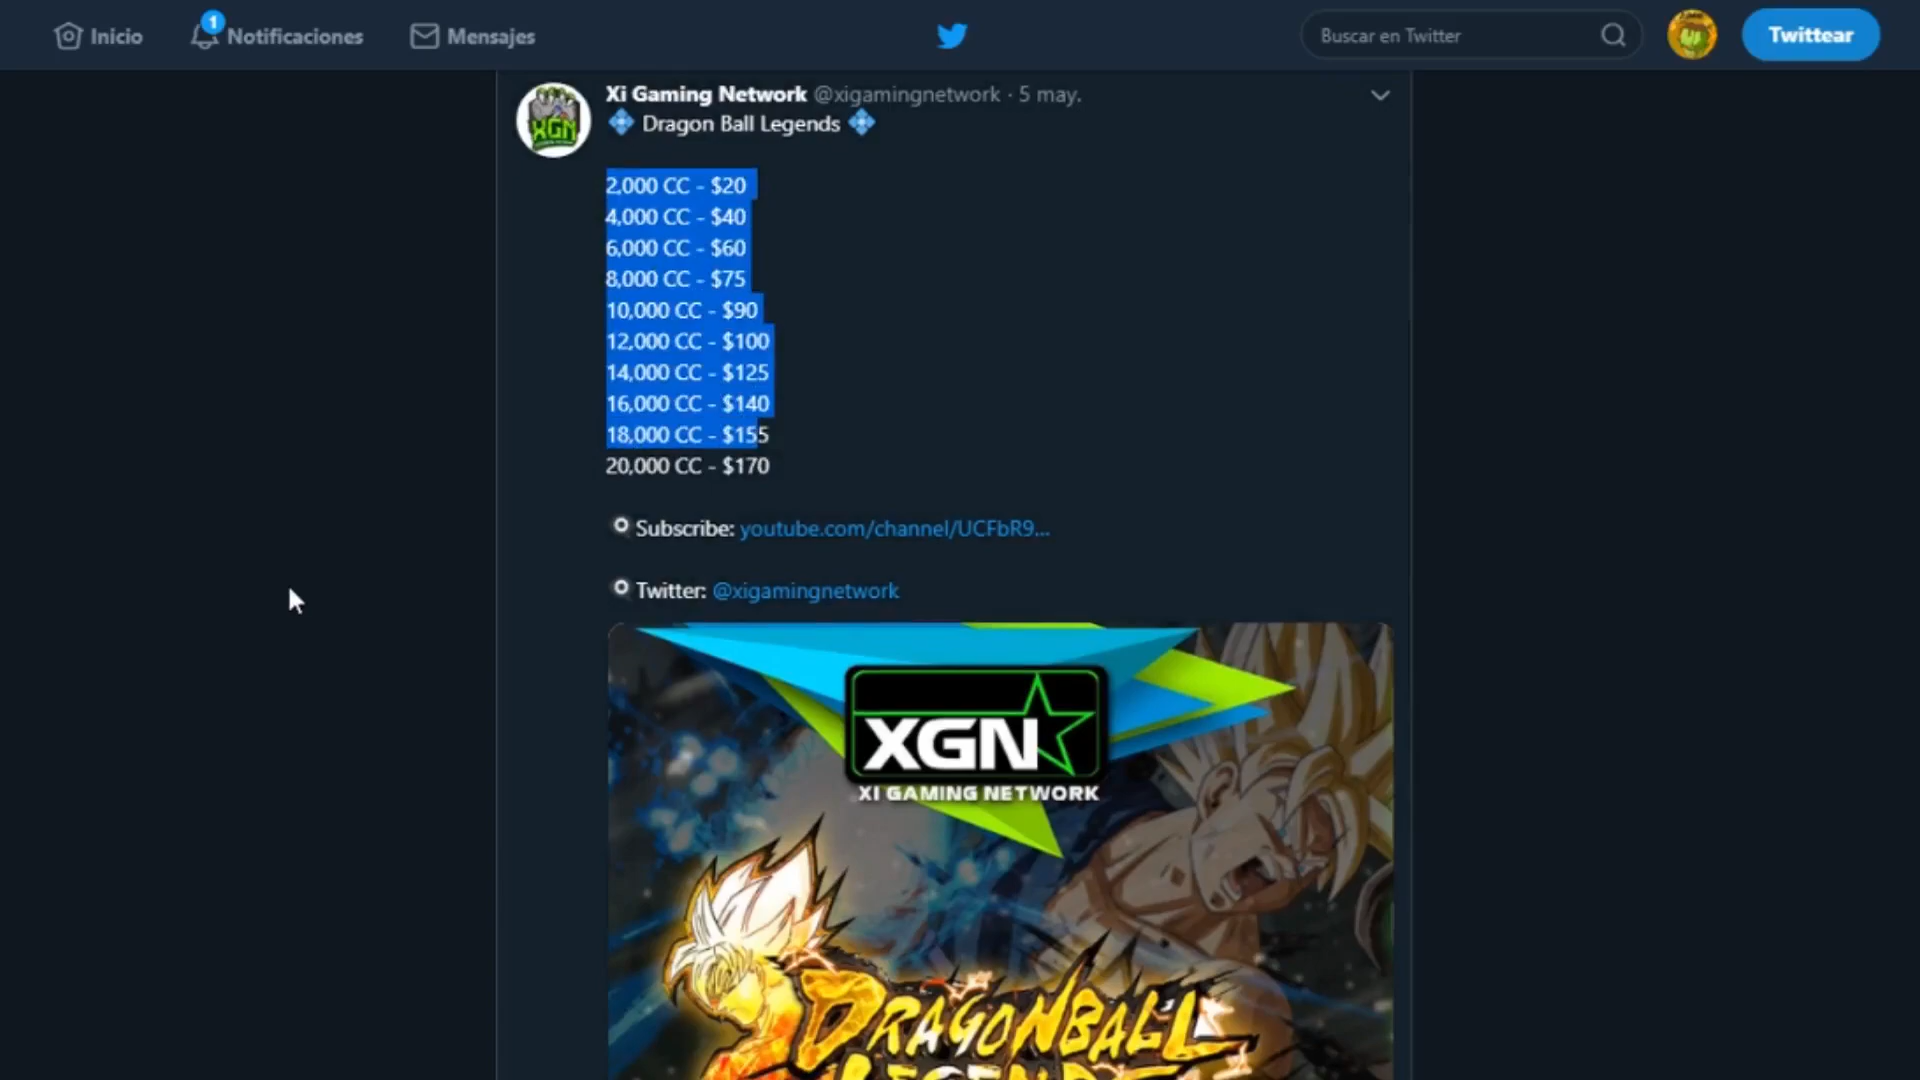 Inicio
1
Notificaciones
Mensajes
Buscar en Twitter
Twittear
Xi Gaming Network @xigamingnetwork · 5 may.
Dragon Ball Legends
2,000 CC - $20
4,000 CC - $40
6,000 CC - $60
8,000 CC - $75
10,000 CC - $90
12,000 CC - $100
14,000 CC - $125
16,000 CC - $140
18,000 CC - $155
20,000 CC - $170
Subscribe: youtube.com/channel/UCFbR9...
Twitter: @xigamingnetwork
XGN
XGN
XI GAMING NETWORK
DRAGONBALL
LEGENDS